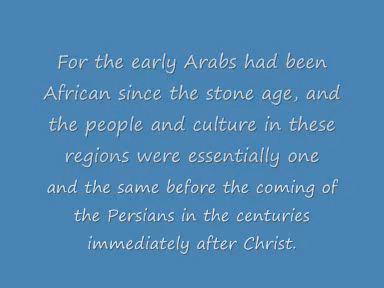 For the early Arabs had been
African since the stone age, and
the people and culture in these
regions were essentially one
and the same before the coming of
the Persians in the centuries
immediately after Christ.